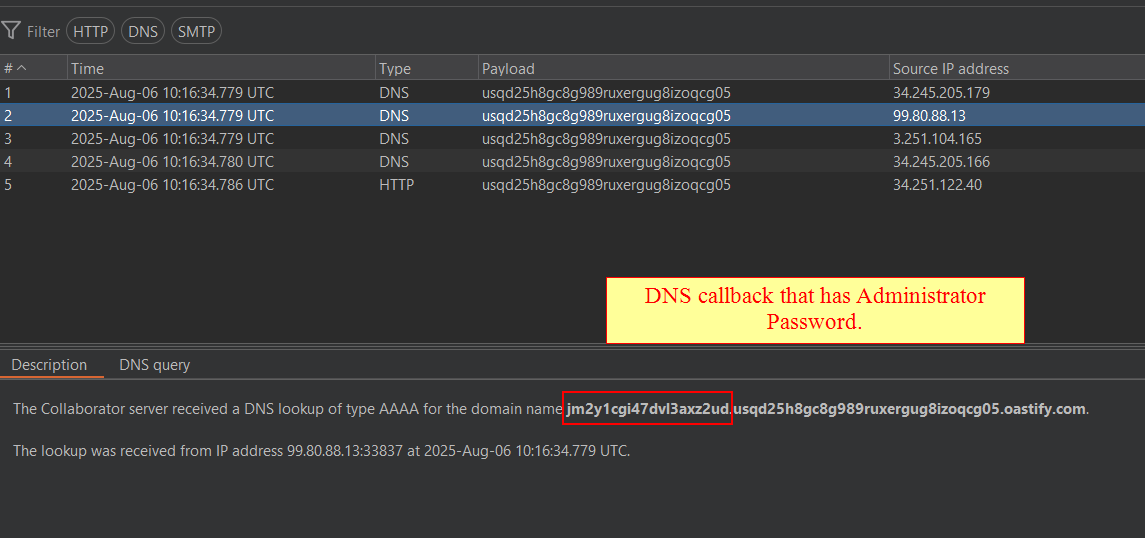 Filter HTTP DNS SMTP
# Time Type Payload Source IP address
1 2025-Aug-06 10:16:34.779 UTC DNS usqd25h8gc8g989ruxergug8izoqcg05 34.245.205.179
2 2025-Aug-06 10:16:34.779 UTC DNS usqd25h8gc8g989ruxergug8izoqcg05 99.80.88.13
3 2025-Aug-06 10:16:34.779 UTC DNS usqd25h8gc8g989ruxergug8izoqcg05 3.251.104.165
4 2025-Aug-06 10:16:34.780 UTC DNS usqd25h8gc8g989ruxergug8izoqcg05 34.245.205.166
5 2025-Aug-06 10:16:34.786 UTC HTTP usqd25h8gc8g989ruxergug8izoqcg05 34.251.122.40
DNS callback that has Administrator
Password.
Description DNS query
The Collaborator server received a DNS lookup of type AAAA for the domain name jm2y1cgi47dvl3axz2ud.usqd25h8gc8g989ruxergug8izoqcg05.oastify.com.
The lookup was received from IP address 99.80.88.13:33837 at 2025-Aug-06 10:16:34.779 UTC.